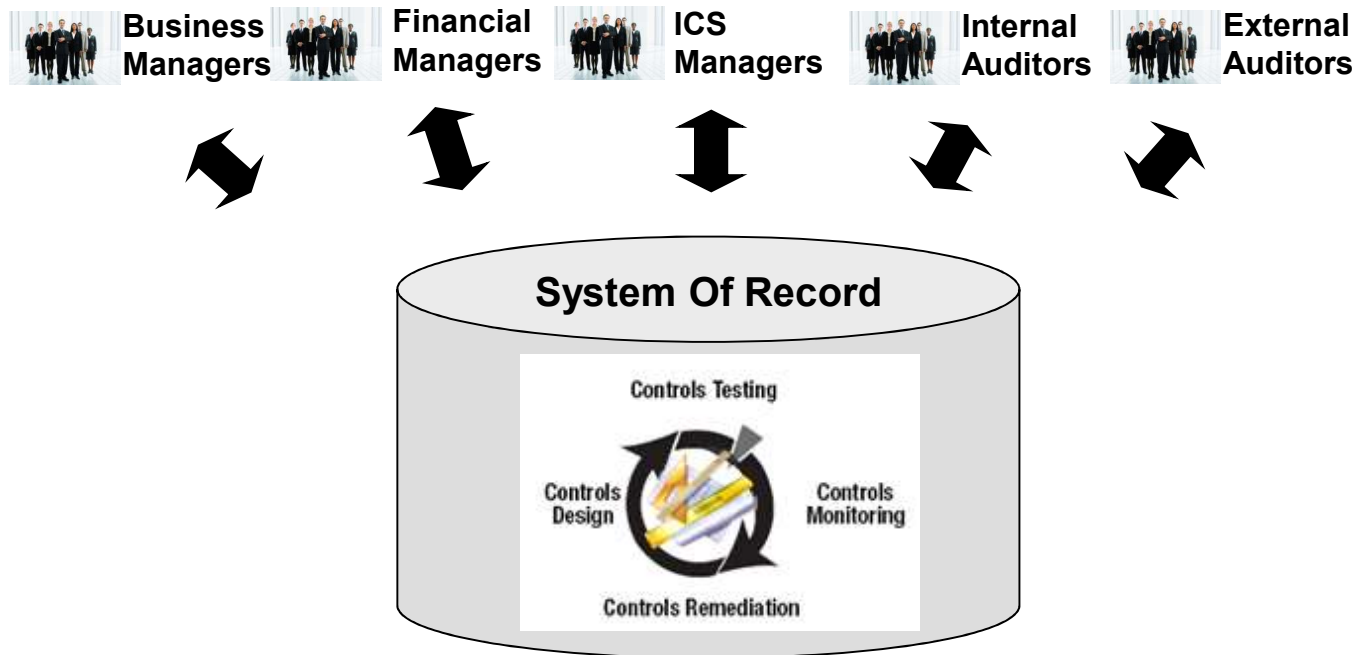 Business
Managers
Financial
Managers
ICS
Managers
Internal
Auditors
External
Auditors
System Of Record
Controls Testing
Controls
Design
Controls
Monitoring
Controls Remediation